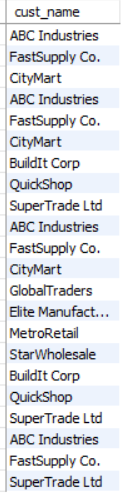 cust_name
ABC Industries
FastSupply Co.
CityMart
ABC Industries
FastSupply Co.
CityMart
BuildIt Corp
QuickShop
SuperTrade Ltd
ABC Industries
FastSupply Co.
CityMart
GlobalTraders
Elite Manufact...
MetroRetail
StarWholesale
BuildIt Corp
QuickShop
SuperTrade Ltd
ABC Industries
FastSupply Co.
SuperTrade Ltd